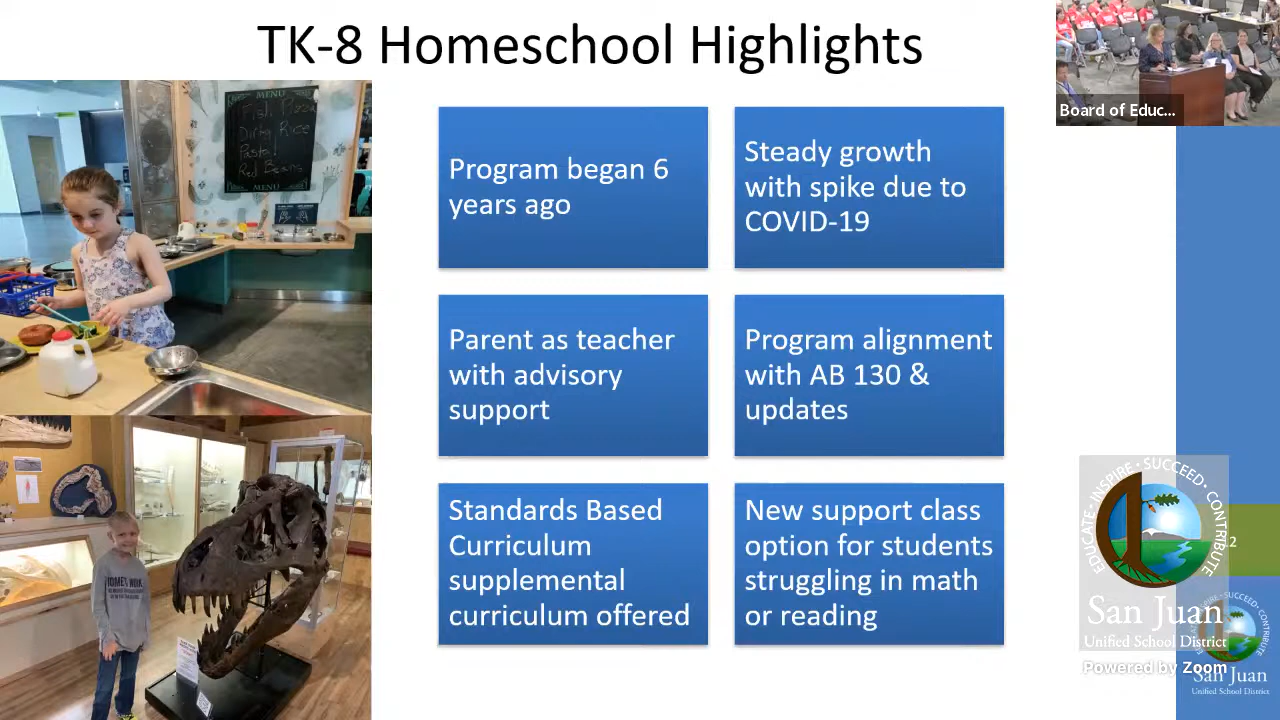 TK-8 Homeschool Highlights
MENU
Fish Pizza
Dirty Rice
Pasta
Red Beans
MENU
Program began 6
years ago
Steady growth
with spike due to
COVID-19
Parent as teacher
with advisory
support
Program alignment
with AB 130 &
updates
Standards Based
Curriculum
supplemental
curriculum offered
New support class
option for students
struggling in math
or reading
Board of Educ...
EDUCATE · INSPIRE · SUCCEED · CONTRIBUTE
San Juan
Unified School District
Powered by Zoom
2
SUCCEED · CONTRIBUTE
San Juan
Unified School District